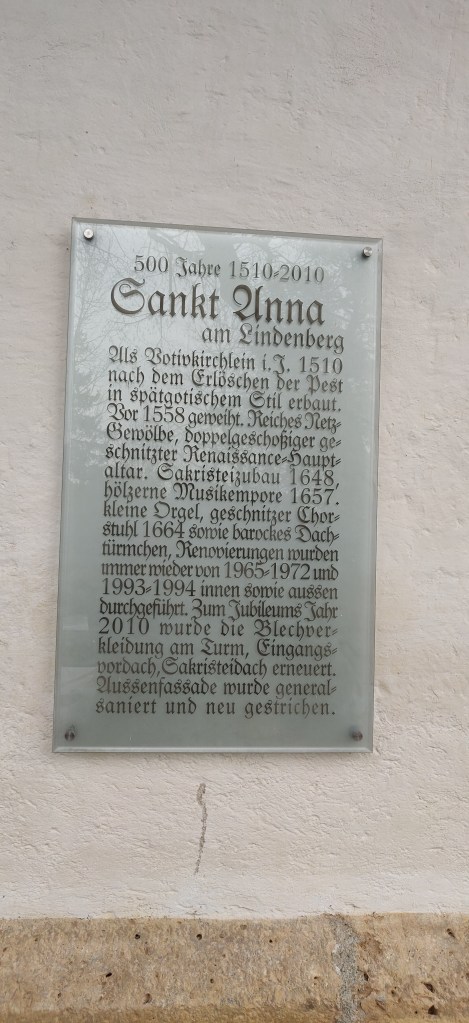 500 Jahre 1510-2010
Sankt Anna
am Lindenberg
Als Votivkirchlein i. J. 1510
nach dem Erlöschen der Pest
in spätgotischem Stil erbaut.
Vor 1558 geweiht. Reiches Netz-
Gewölbe, doppelgeschoßiger ge-
schnitzter Renaissance-Haupt-
altar. Sakristeizubau 1648,
hölzerne Musikempore 1657,
kleine Orgel, geschnitzer Chor-
stuhl 1664 sowie barockes Dach-
türmchen, Renovierungen wurden
immer wieder von 1965-1972 und
1993-1994 innen sowie aussen
durchgeführt. Zum Jubileums Jahr
2010 wurde die Blechver-
kleidung am Turm, Eingangs-
vordach, Sakristeidach erneuert.
Aussenfassade wurde general-
saniert und neu gestrichen.